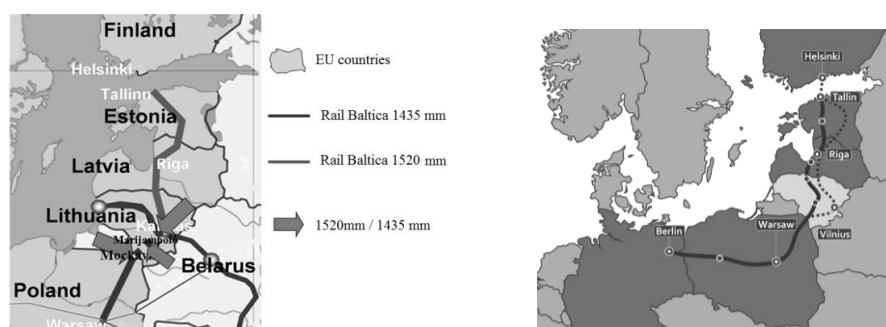 Finland
Helsinki
Tallinn
Estonia
Latvia
Riga
Lithuania
Marijampolė
Mockav
Belarus
Poland
Warsaw
EU countries
Rail Baltica 1435 mm
Rail Baltica 1520 mm
1520mm / 1435 mm
Helsinki
Tallin
Riga
Vilnius
Warsaw
Berlin